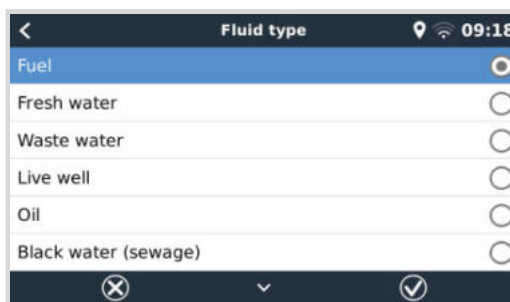 Fluid type 09:18
Fuel
Fresh water
Waste water
Live well
Oil
Black water (sewage)